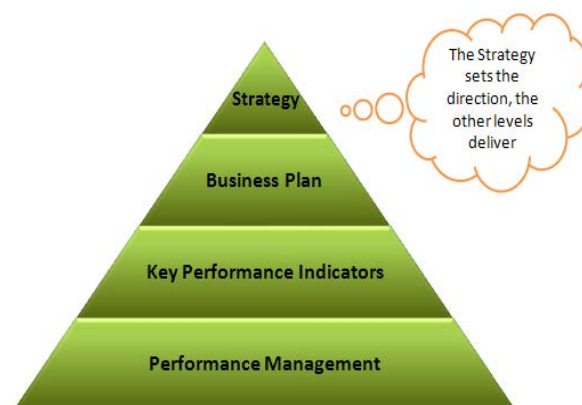 The Strategy
sets the
direction, the
other levels
deliver
Strategy
Business Plan
Key Performance Indicators
Performance Management